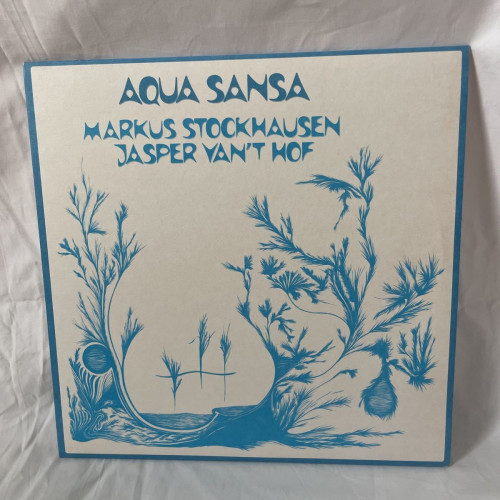 AQUA SANSA
MARKUS STOCKHAUSEN
JASPER VAN'T HOF